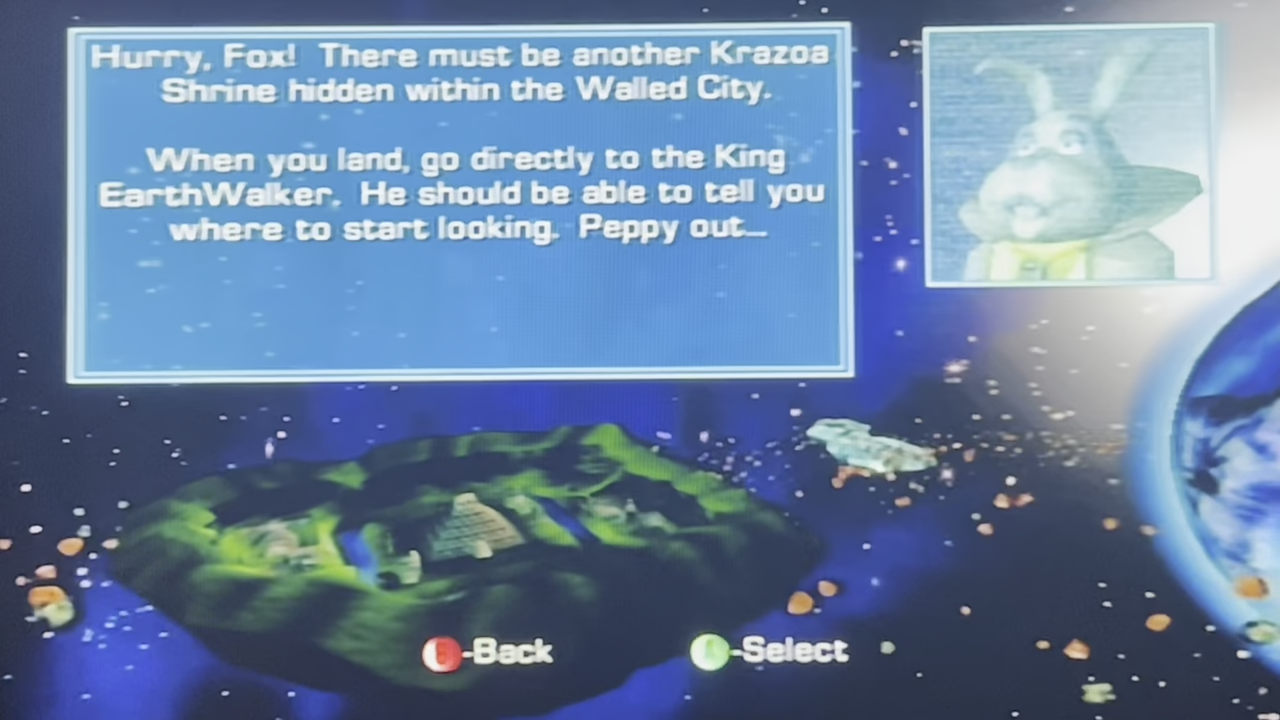 Hurry, Fox! There must be another Krazoa
Shrine hidden within the Walled City.
When you land, go directly to the King
EarthWalker. He should be able to tell you
where to start looking. Peppy out...
B-Back
A-Select